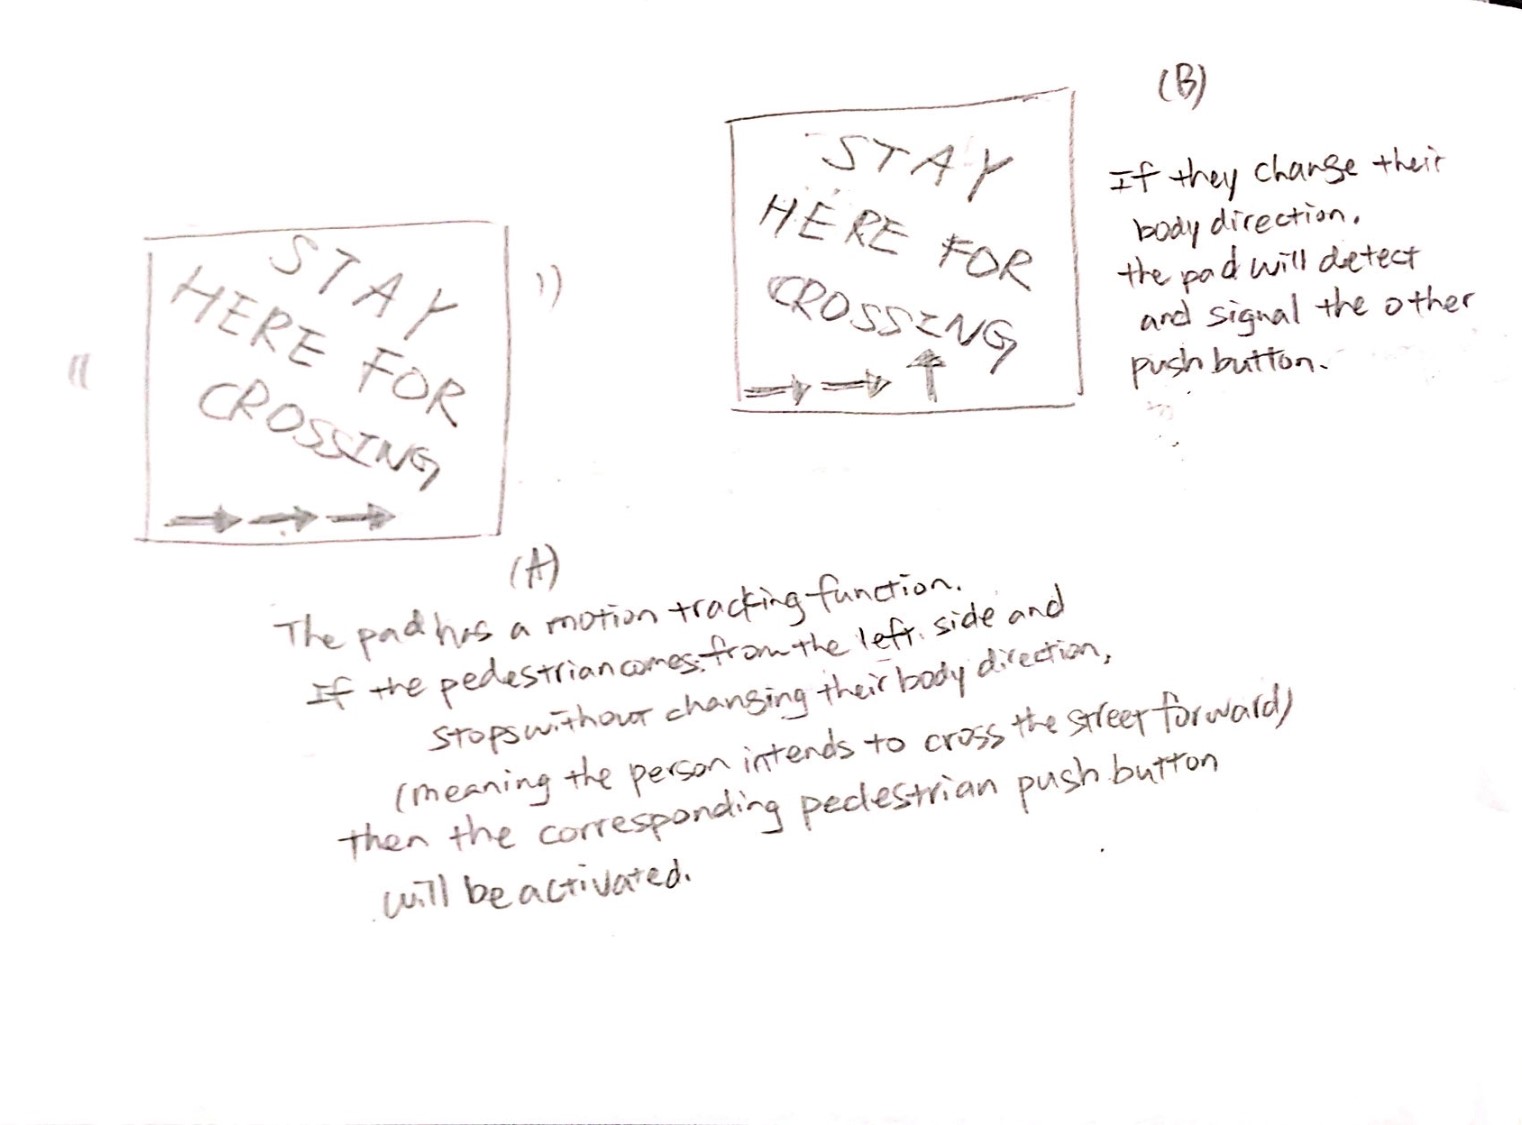 STAY
HERE FOR
CROSSING
(A)
The pad has a motion tracking function.
If the pedestrian comes from the left side and
stops without changing their body direction,
(meaning the person intends to cross the street forward)
then the corresponding pedestrian push button
will be activated.
STAY
HERE FOR
CROSSING
(B)
If they change their
body direction.
the pad will detect
and signal the other
push button.